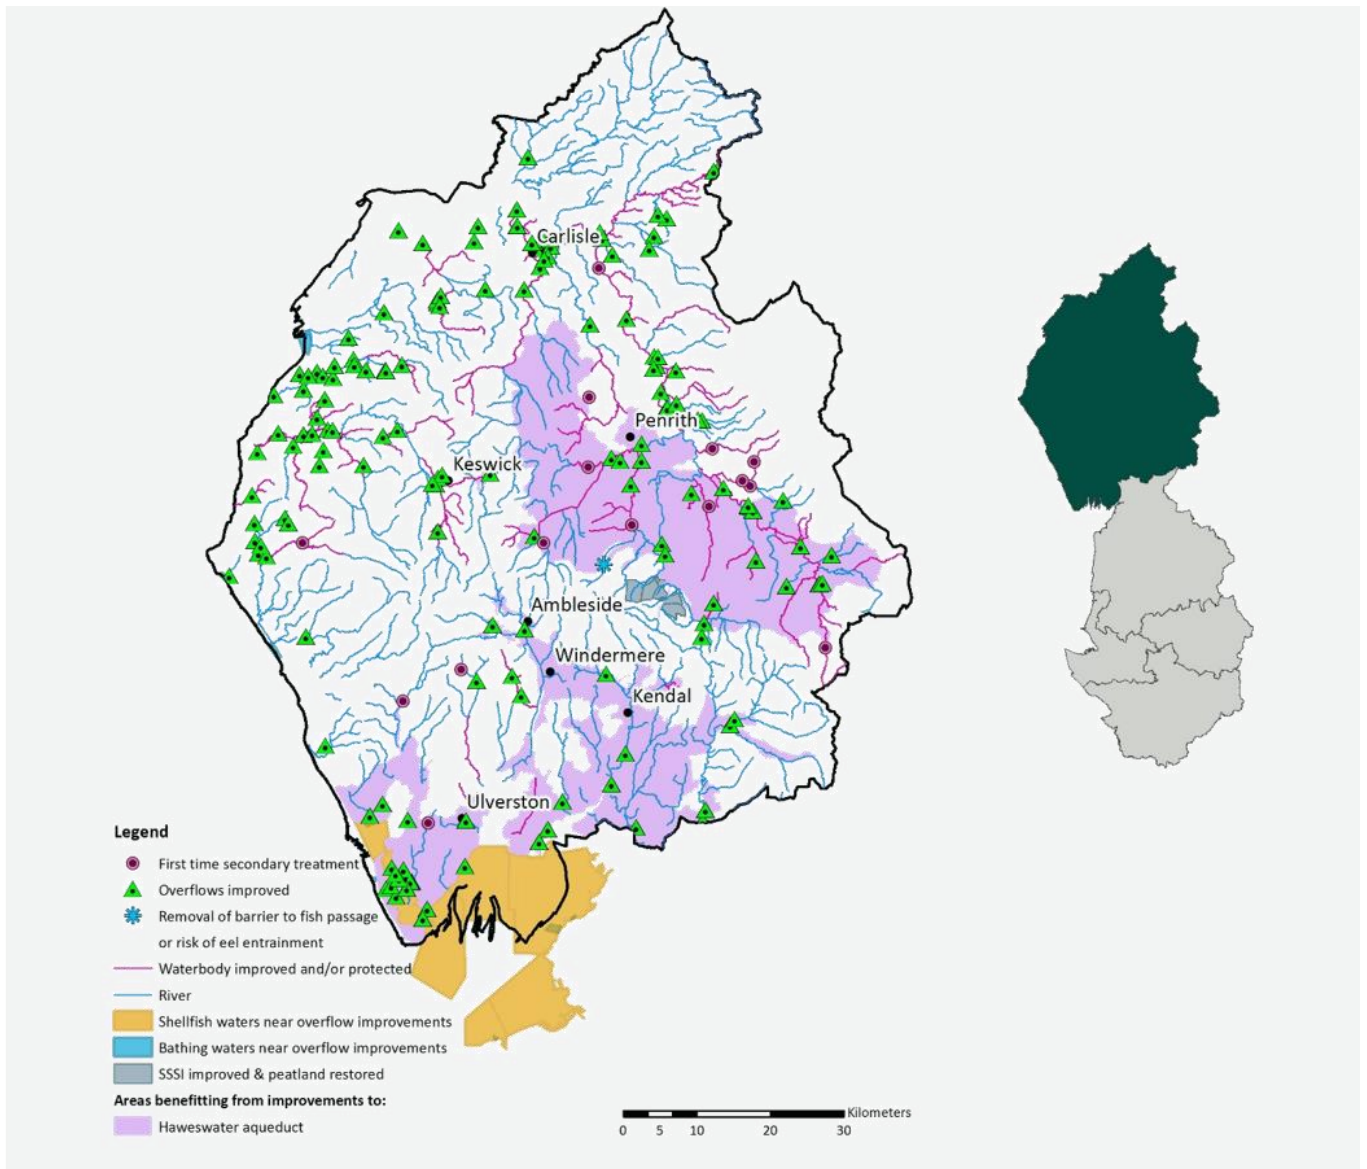 Carlisle
Penrith
Keswick
Ambleside
Windermere
Kendal
Ulverston
Legend
First time secondary treatment
Overflows improved
Removal of barrier to fish passage
or risk of eel entrainment
Waterbody improved and/or protected
River
Shellfish waters near overflow improvements
Bathing waters near overflow improvements
SSSI improved & peatland restored
Areas benefitting from improvements to:
Haweswater aqueduct
Kilometers
0 5 10 20 30